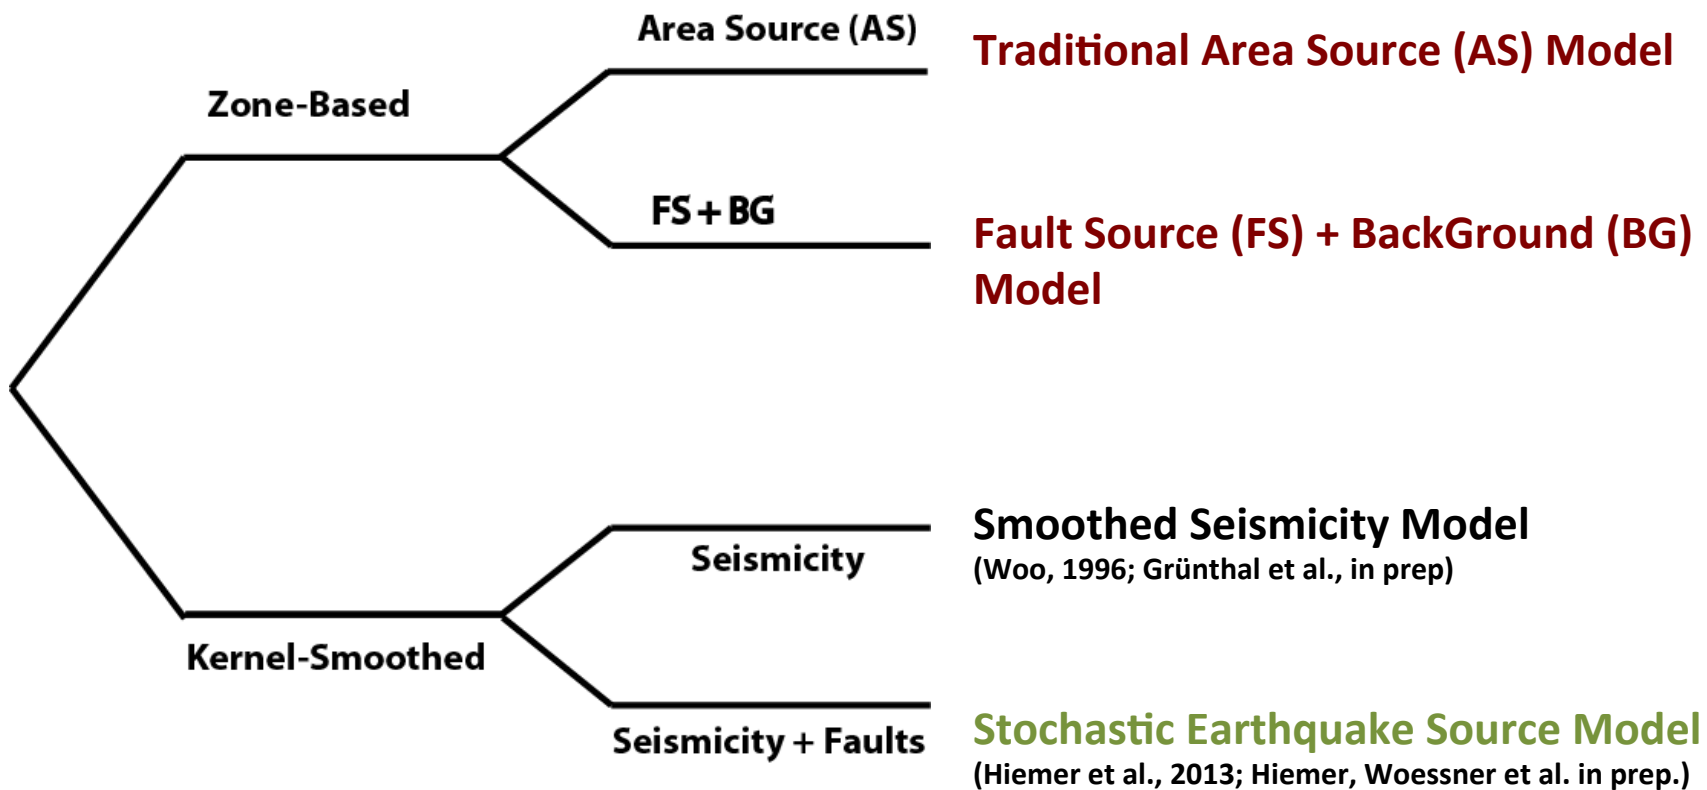 Area Source (AS)
Traditional Area Source (AS) Model
Zone-Based
FS + BG
Fault Source (FS) + BackGround (BG)
Model
Smoothed Seismicity Model
(Woo, 1996; Grünthal et al., in prep)
Seismicity
Kernel-Smoothed
Seismicity + Faults
Stochastic Earthquake Source Model
(Hiemer et al., 2013; Hiemer, Woessner et al. in prep.)